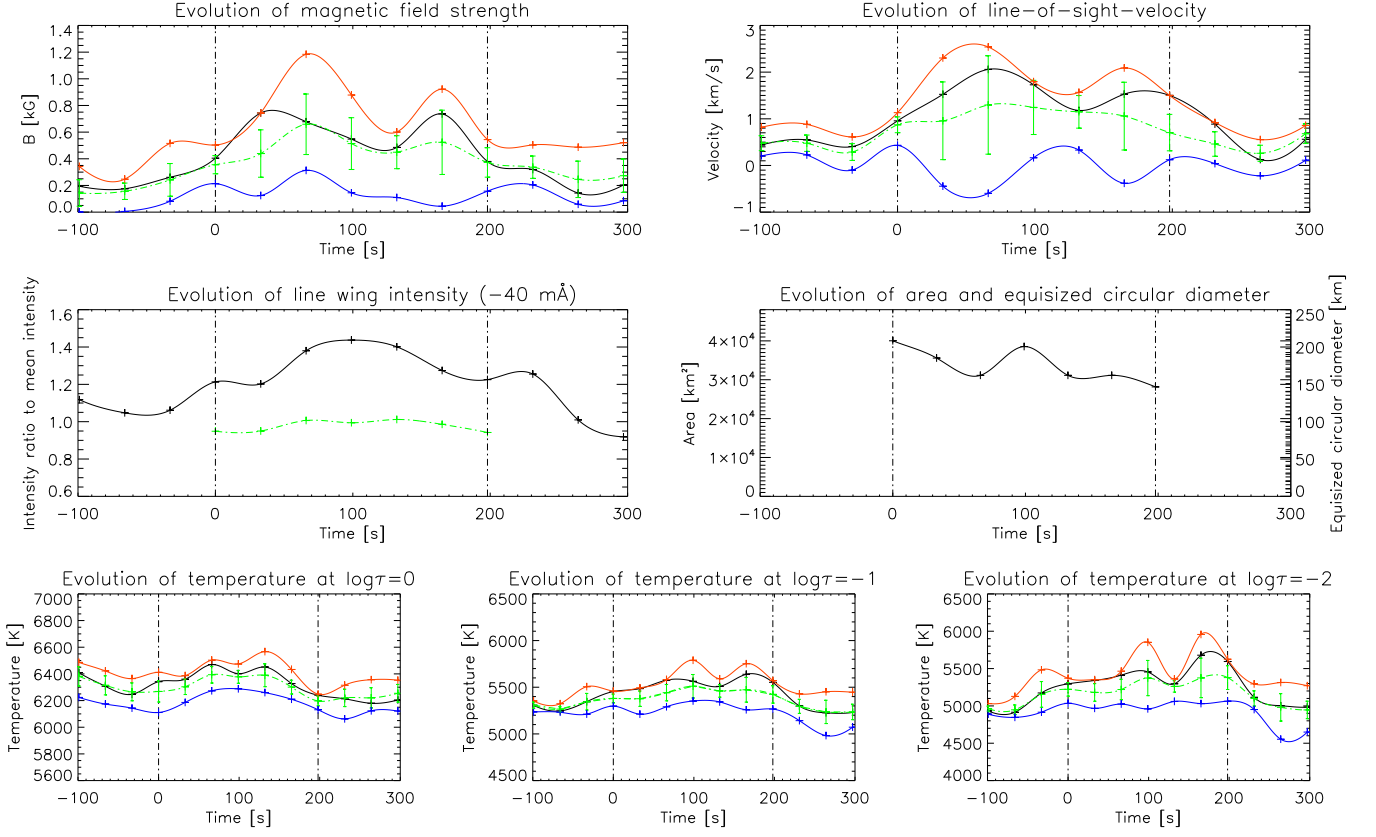 Evolution of magnetic field strength
B [kG]
1.4
1.2
1.0
0.8
0.6
0.4
0.2
0.0
−100 0 100 200 300
Time [s]
Evolution of line−of−sight−velocity
Velocity [km/s]
3
2
1
0
−1
−100 0 100 200 300
Time [s]
Evolution of line wing intensity (−40 mÅ)
Intensity ratio to mean intensity
1.6
1.4
1.2
1.0
0.8
0.6
−100 0 100 200 300
Time [s]
Evolution of area and equisized circular diameter
Area [km²]
4×10⁴
3×10⁴
2×10⁴
1×10⁴
0
−100 0 100 200 300
Time [s]
250
200
150
100
50
0
Equisized circular diameter [km]
Evolution of temperature at logτ=0
Temperature [K]
7000
6800
6600
6400
6200
6000
5800
5600
−100 0 100 200 300
Time [s]
Evolution of temperature at logτ=−1
Temperature [K]
6500
6000
5500
5000
4500
−100 0 100 200 300
Time [s]
Evolution of temperature at logτ=−2
Temperature [K]
6500
6000
5500
5000
4500
4000
−100 0 100 200 300
Time [s]